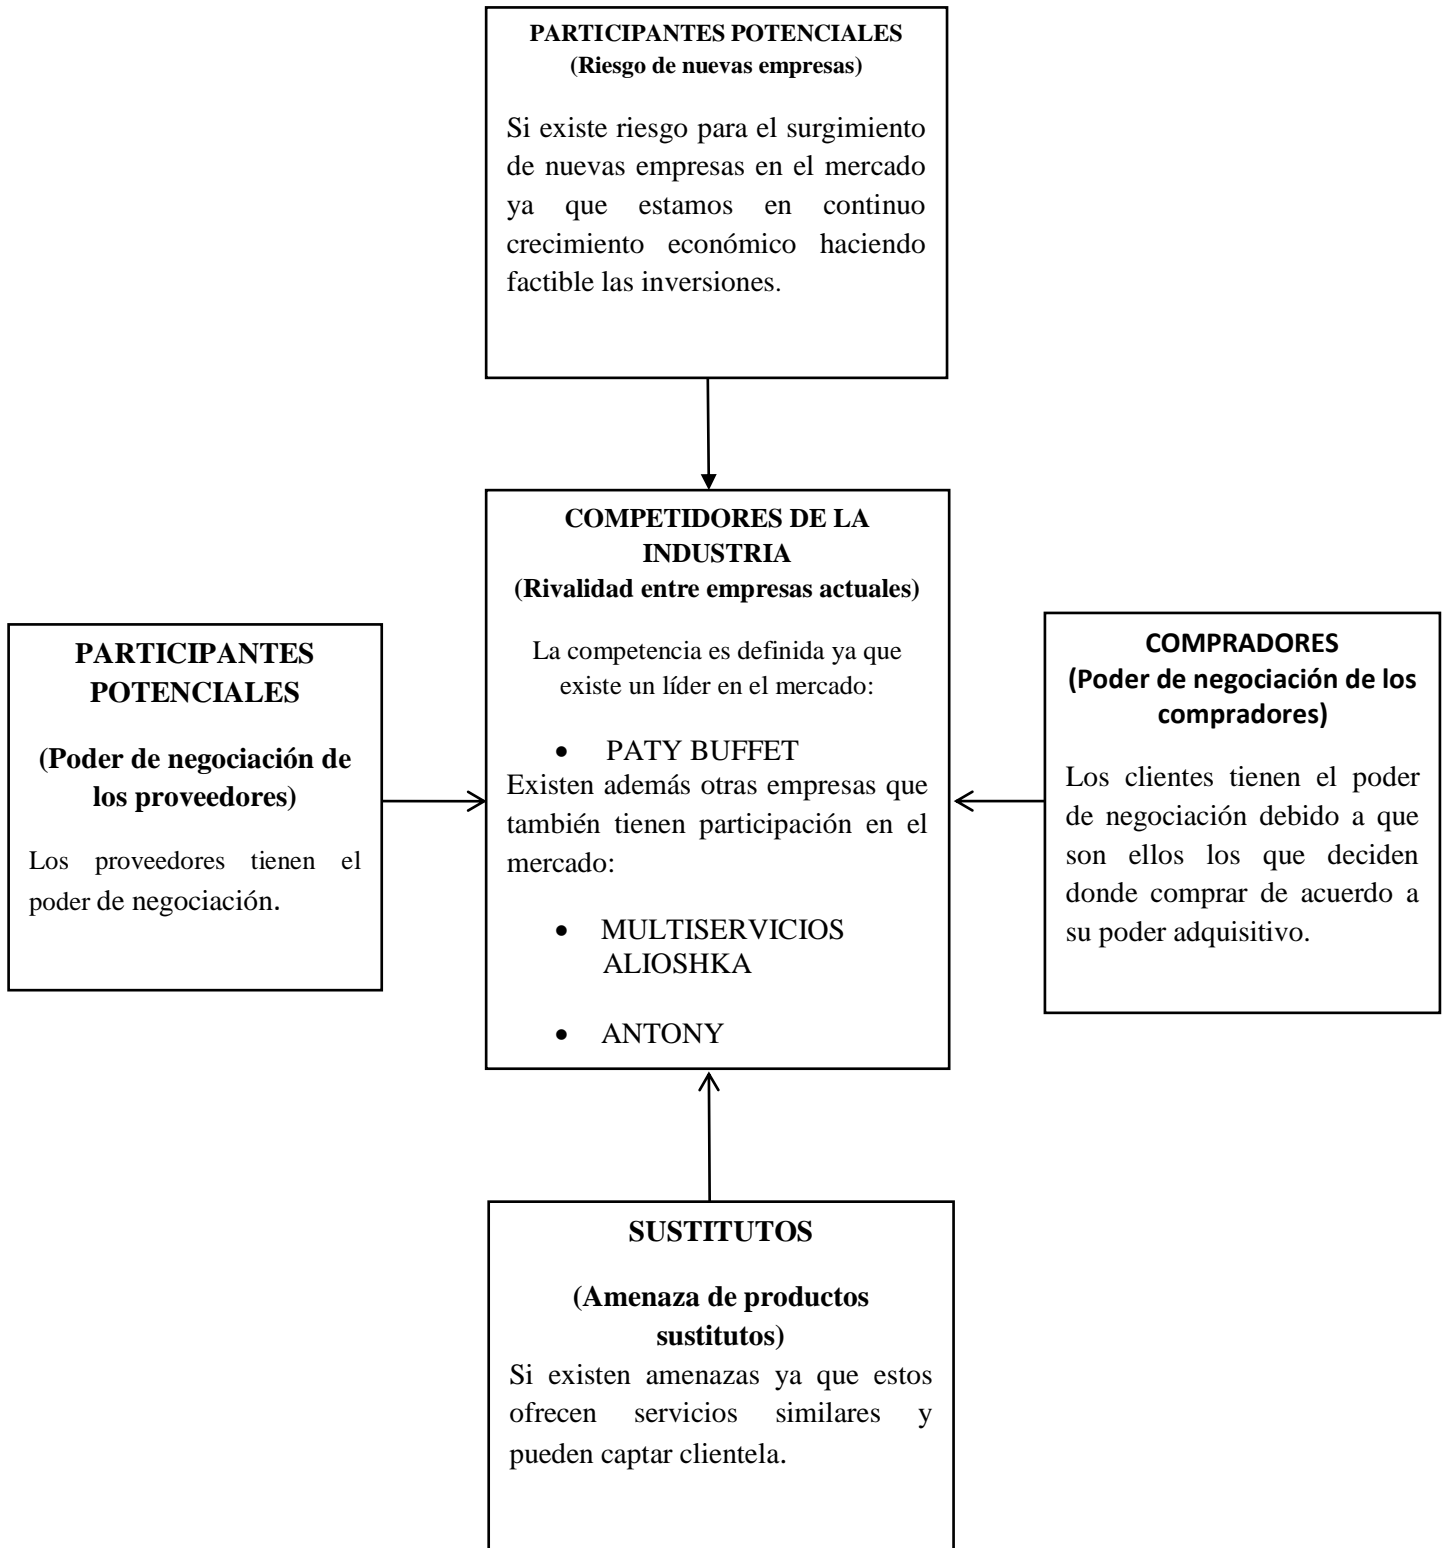 PARTICIPANTES POTENCIALES
(Riesgo de nuevas empresas)
Si existe riesgo para el surgimiento
de nuevas empresas en el mercado
ya que estamos en continuo
crecimiento económico haciendo
factible las inversiones.
COMPETIDORES DE LA
INDUSTRIA
(Rivalidad entre empresas actuales)
La competencia es definida ya que
existe un líder en el mercado:
• PATY BUFFET
Existen además otras empresas que
también tienen participación en el
mercado:
• MULTISERVICIOS
ALIOSHKA
• ANTONY
PARTICIPANTES
POTENCIALES
(Poder de negociación de
los proveedores)
Los proveedores tienen el
poder de negociación.
COMPRADORES
(Poder de negociación de los
compradores)
Los clientes tienen el poder
de negociación debido a que
son ellos los que deciden
donde comprar de acuerdo a
su poder adquisitivo.
SUSTITUTOS
(Amenaza de productos
sustitutos)
Si existen amenazas ya que estos
ofrecen servicios similares y
pueden captar clientela.